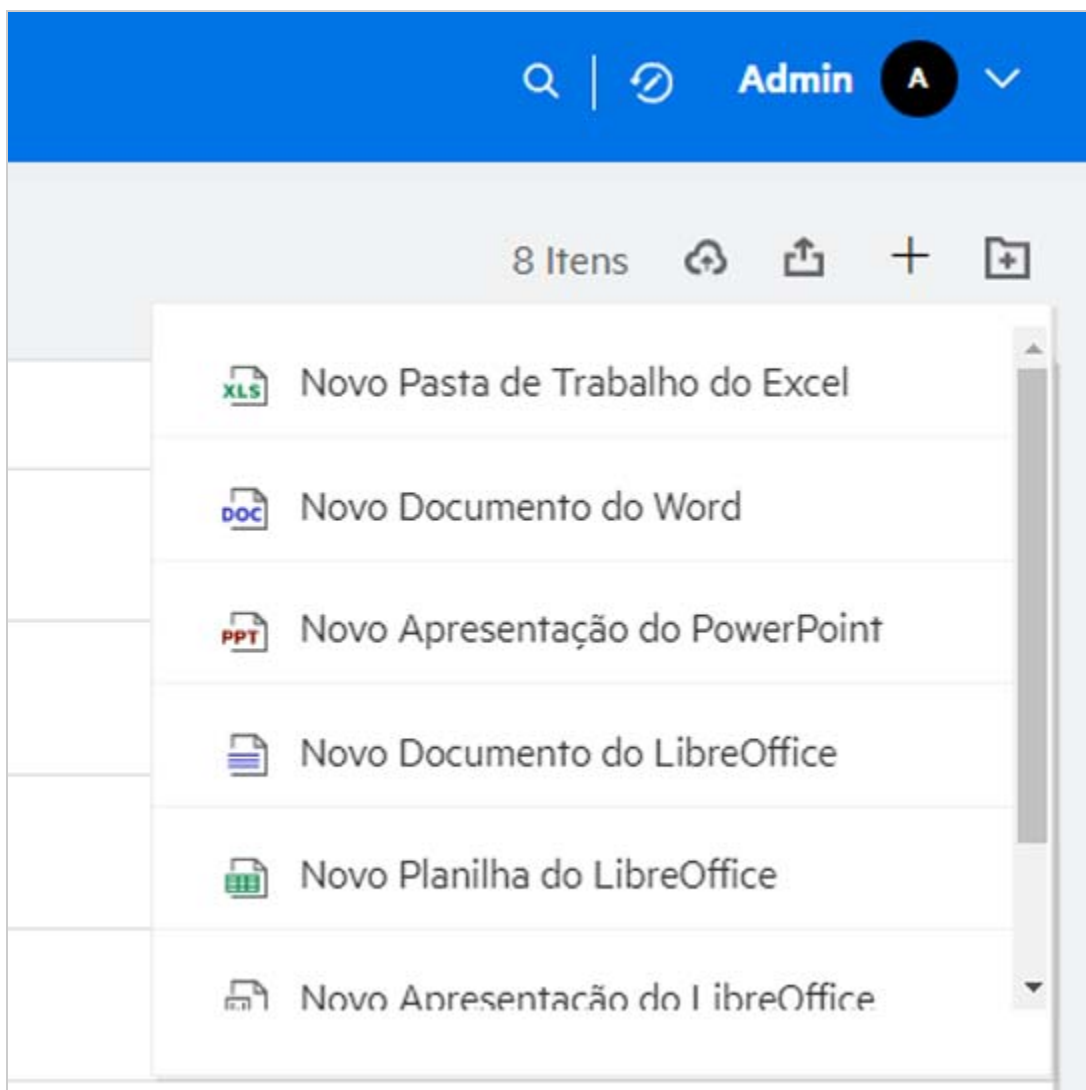 Admin A
8 Itens
XLS Novo Pasta de Trabalho do Excel
DOC Novo Documento do Word
PPT Novo Apresentação do PowerPoint
Novo Documento do LibreOffice
Novo Planilha do LibreOffice
Novo Apresentação do LibreOffice